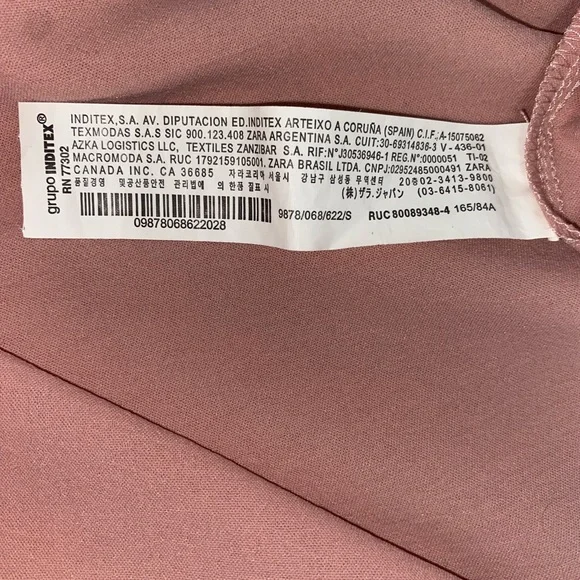 grupo INDITEX®
RN 77302
INDITEX,S.A. AV. DIPUTACION ED.INDITEX ARTEIXO A CORUÑA (SPAIN) C.I.F.:A-15075062
TEXMODAS S.A.S SIC 900.123.408 ZARA ARGENTINA S.A. CUIT:30-69314836-3 V-436-01
AZKA LOGISTICS LLC, TEXTILES ZANZIBAR S.A. RIF:NºJ30536946-1 REG.Nº0000051 TI-02
MACROMODA S.A. RUC 1792159105001. ZARA BRASIL LTDA. CNPJ:02952485000491 ZARA
CANADA INC. CA 36685 자라코리아 서울시 강남구 삼성동 무역센터 20층02-3413-9800
품질경영 및공산품안전 관리법에 의한품질표시 (株)ザラ.ジャパン (03-6415-8061)
09878068622028
9878/068/622/S RUC 80089348-4 165/84A